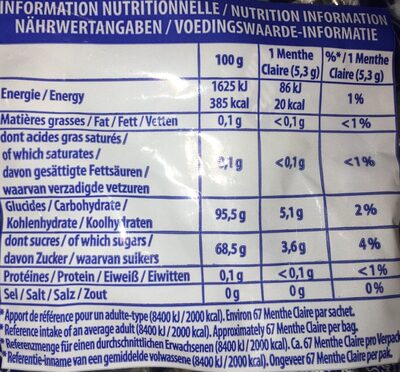 INFORMATION NUTRITIONNELLE / NUTRITION INFORMATION
NÄHRWERTANGABEN / VOEDINGSWAARDE-INFORMATIE
100 g 1 Menthe Claire (5,3 g) %*/1 Menthe Claire (5,3 g)
Energie / Energy 1625 kJ 385 kcal 86 kJ 20 kcal 1 %
Matières grasses / Fat / Fett / Vetten 0,1 g <0,1 g <1 %
dont acides gras saturés /
of which saturates /
davon gesättigte Fettsäuren /
waarvan verzadigde vetzuren 0,1 g <0,1 g <1 %
Glucides / Carbohydrate /
Kohlenhydrate / Koolhydraten 95,5 g 5,1 g 2 %
dont sucres / of which sugars /
davon Zucker / waarvan suikers 68,5 g 3,6 g 4 %
Protéines / Protein / Eiweiß / Eiwitten 0,1 g <0,1 g <1 %
Sel / Salt / Salz / Zout 0 g 0 g 0 %
* Apport de référence pour un adulte-type (8400 kJ / 2000 kcal). Environ 67 Menthe Claire par sachet.
* Reference intake of an average adult (8400 kJ / 2000 kcal). Approximately 67 Menthe Claire per bag.
* Referenzmenge für einen durchschnittlichen Erwachsenen (8400 kJ / 2000 kcal). Ca. 67 Menthe Claire pro Verpack
* Referentie-inname van een gemiddelde volwassene (8400 kJ / 2000 kcal). Ongeveer 67 Menthe Claire per pak.